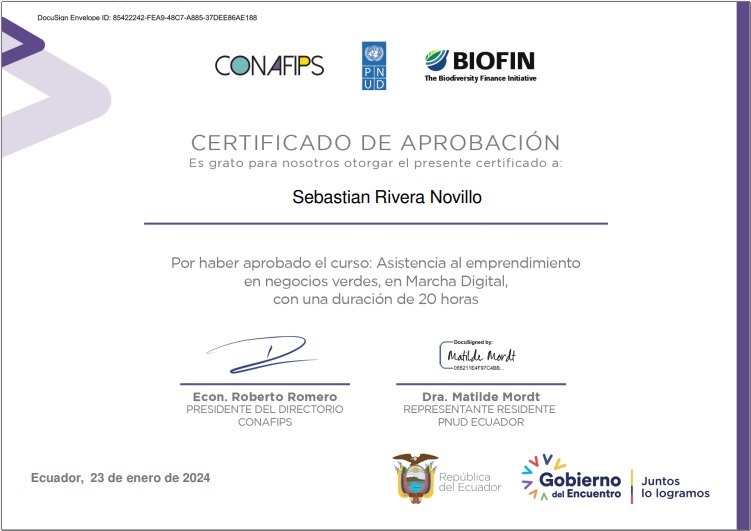 DocuSign Envelope ID: 85422242-FEA9-48C7-A885-37DEE86AE188
CONAFIPS
PN
UD
BIOFIN
The Biodiversity Finance Initiative
CERTIFICADO DE APROBACIÓN
Es grato para nosotros otorgar el presente certificado a:
Sebastian Rivera Novillo
Por haber aprobado el curso: Asistencia al emprendimiento
en negocios verdes, en Marcha Digital,
con una duración de 20 horas
DocuSigned by:
Matilde Mordt
055211E4F97C4BB...
Econ. Roberto Romero
PRESIDENTE DEL DIRECTORIO
CONAFIPS
Dra. Matilde Mordt
REPRESENTANTE RESIDENTE
PNUD ECUADOR
Ecuador, 23 de enero de 2024
República
del Ecuador
Gobierno
del Encuentro
Juntos
lo logramos